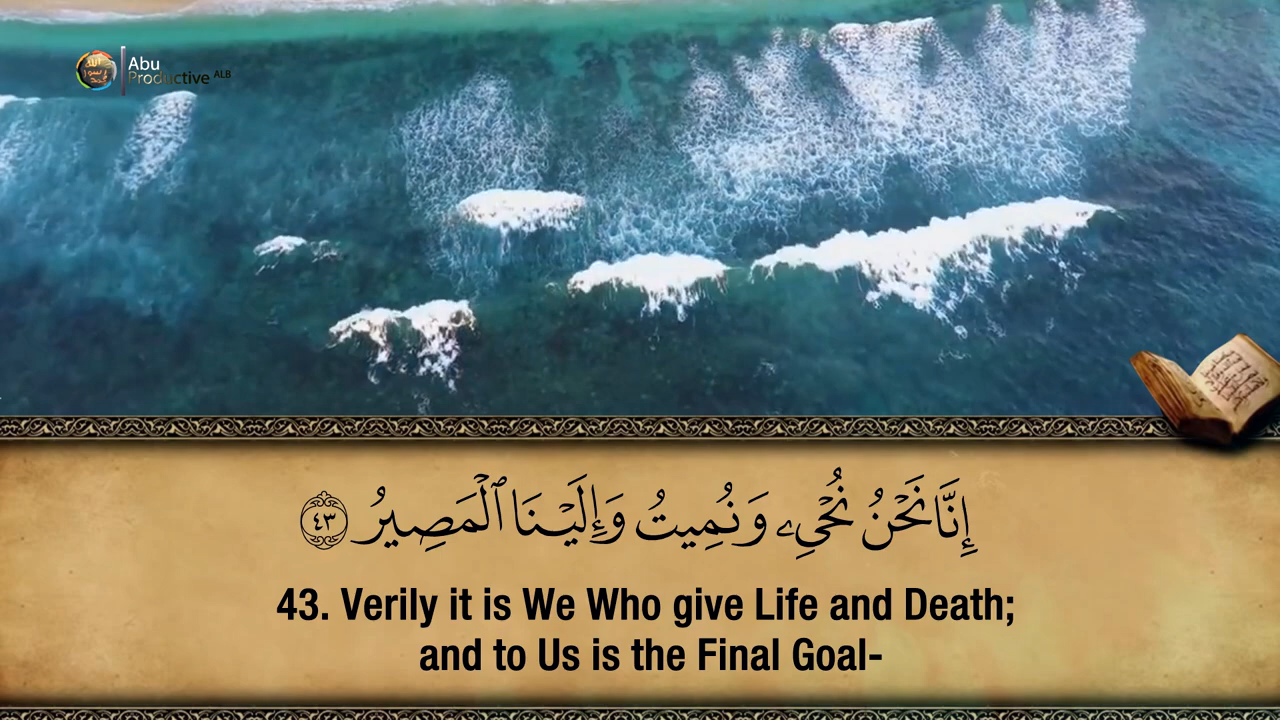 Abu
Productive ALB
إِنَّا نَحْنُ نُحْىِۦ وَنُمِيتُ وَإِلَيْنَا ٱلْمَصِيرُ ٤٣
43. Verily it is We Who give Life and Death;
and to Us is the Final Goal-